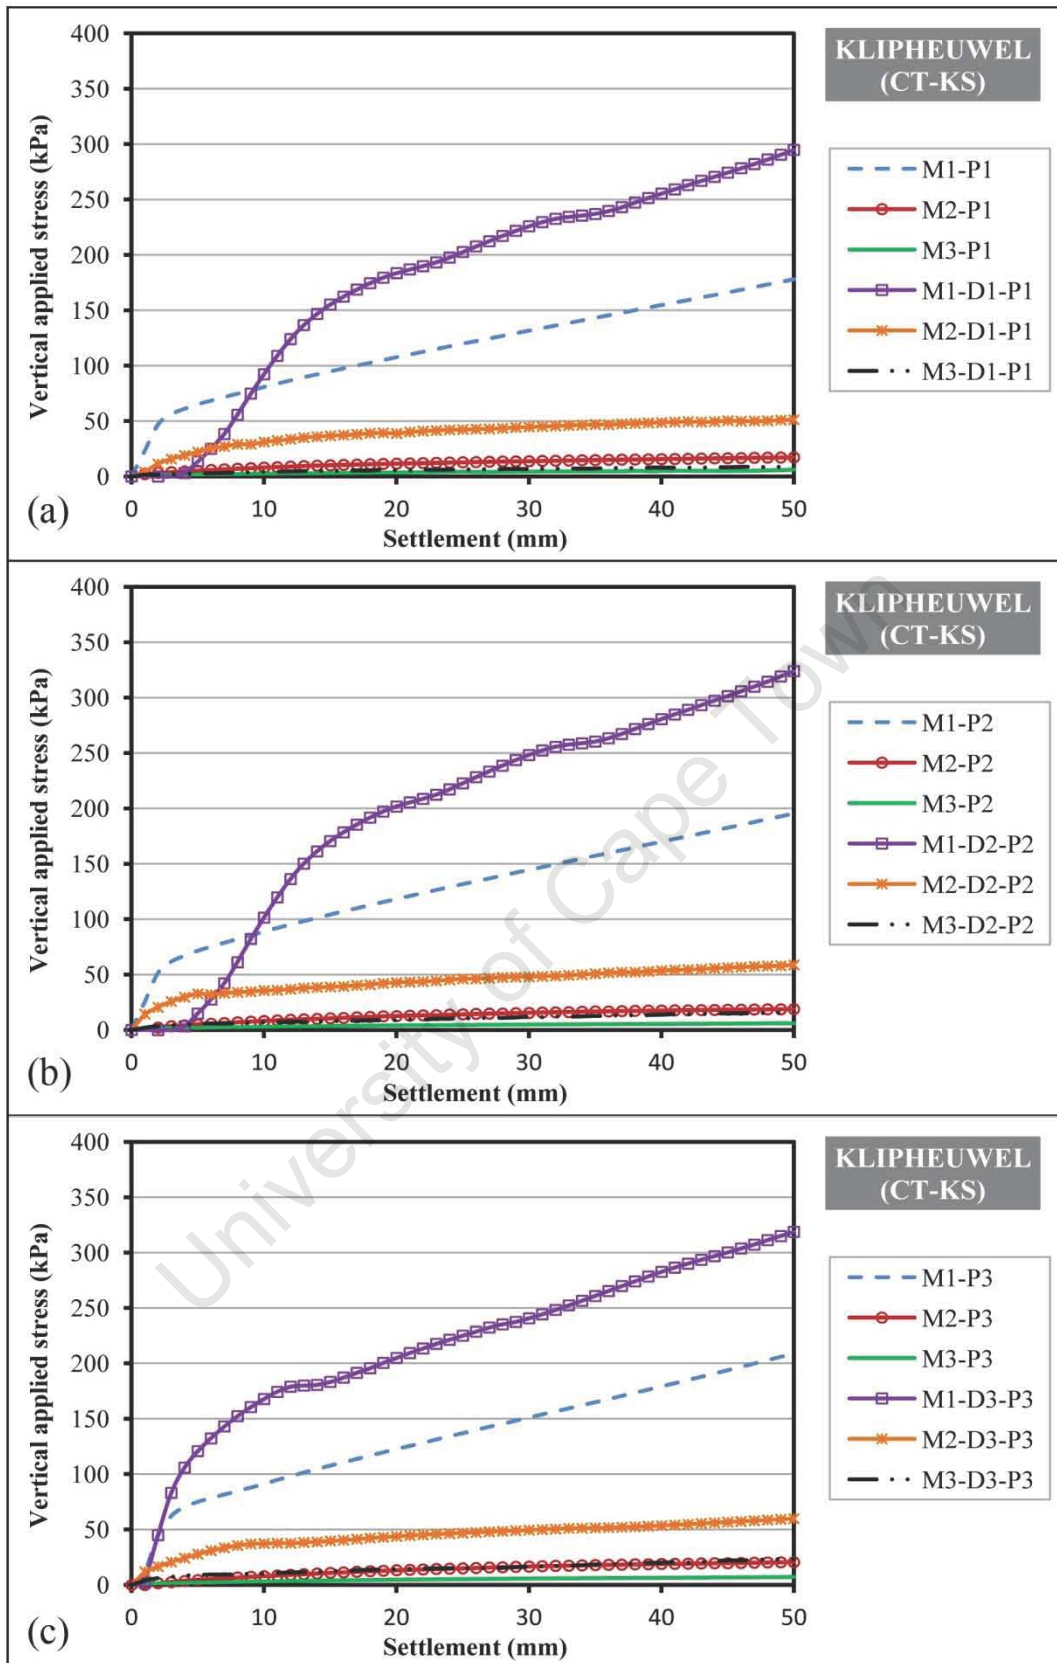 400
350
300
250
200
150
100
50
0
Vertical applied stress (kPa)
0 10 20 30 40 50
Settlement (mm)
(a)
KLIPHEUWEL
(CT-KS)
M1-P1
M2-P1
M3-P1
M1-D1-P1
M2-D1-P1
M3-D1-P1
400
350
300
250
200
150
100
50
0
Vertical applied stress (kPa)
0 10 20 30 40 50
Settlement (mm)
(b)
KLIPHEUWEL
(CT-KS)
M1-P2
M2-P2
M3-P2
M1-D2-P2
M2-D2-P2
M3-D2-P2
400
350
300
250
200
150
100
50
0
Vertical applied stress (kPa)
0 10 20 30 40 50
Settlement (mm)
(c)
KLIPHEUWEL
(CT-KS)
M1-P3
M2-P3
M3-P3
M1-D3-P3
M2-D3-P3
M3-D3-P3
University of Cape Town